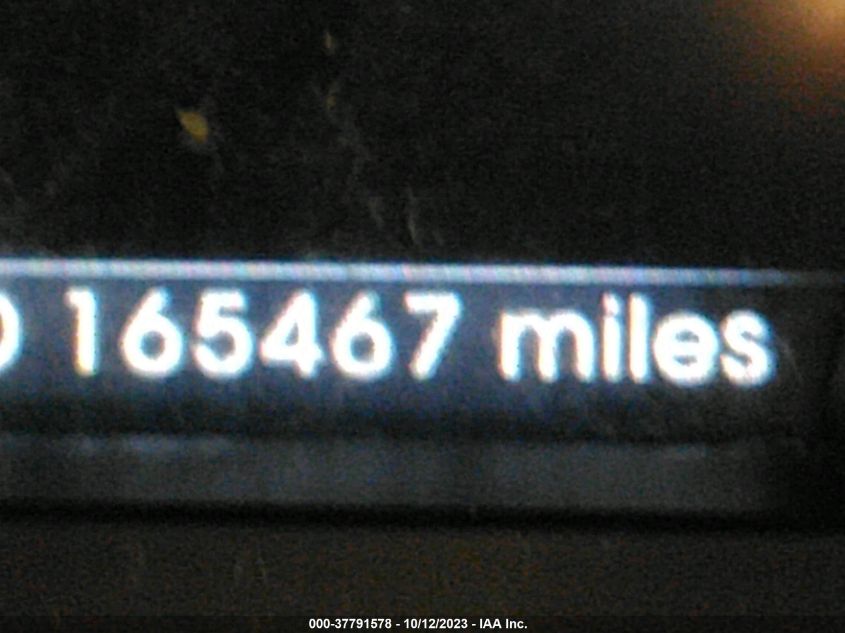 165467 miles
000-37791578 - 10/12/2023 - IAA Inc.